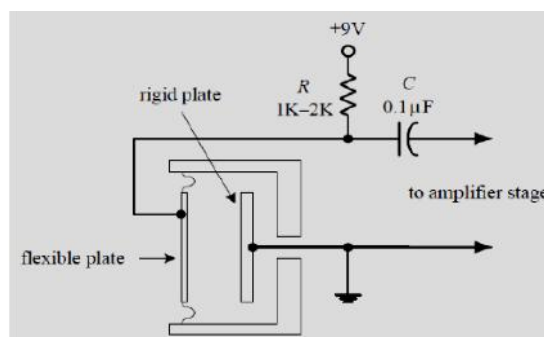 +9V
R
1K–2K
C
0.1µF
rigid plate
to amplifier stage
flexible plate